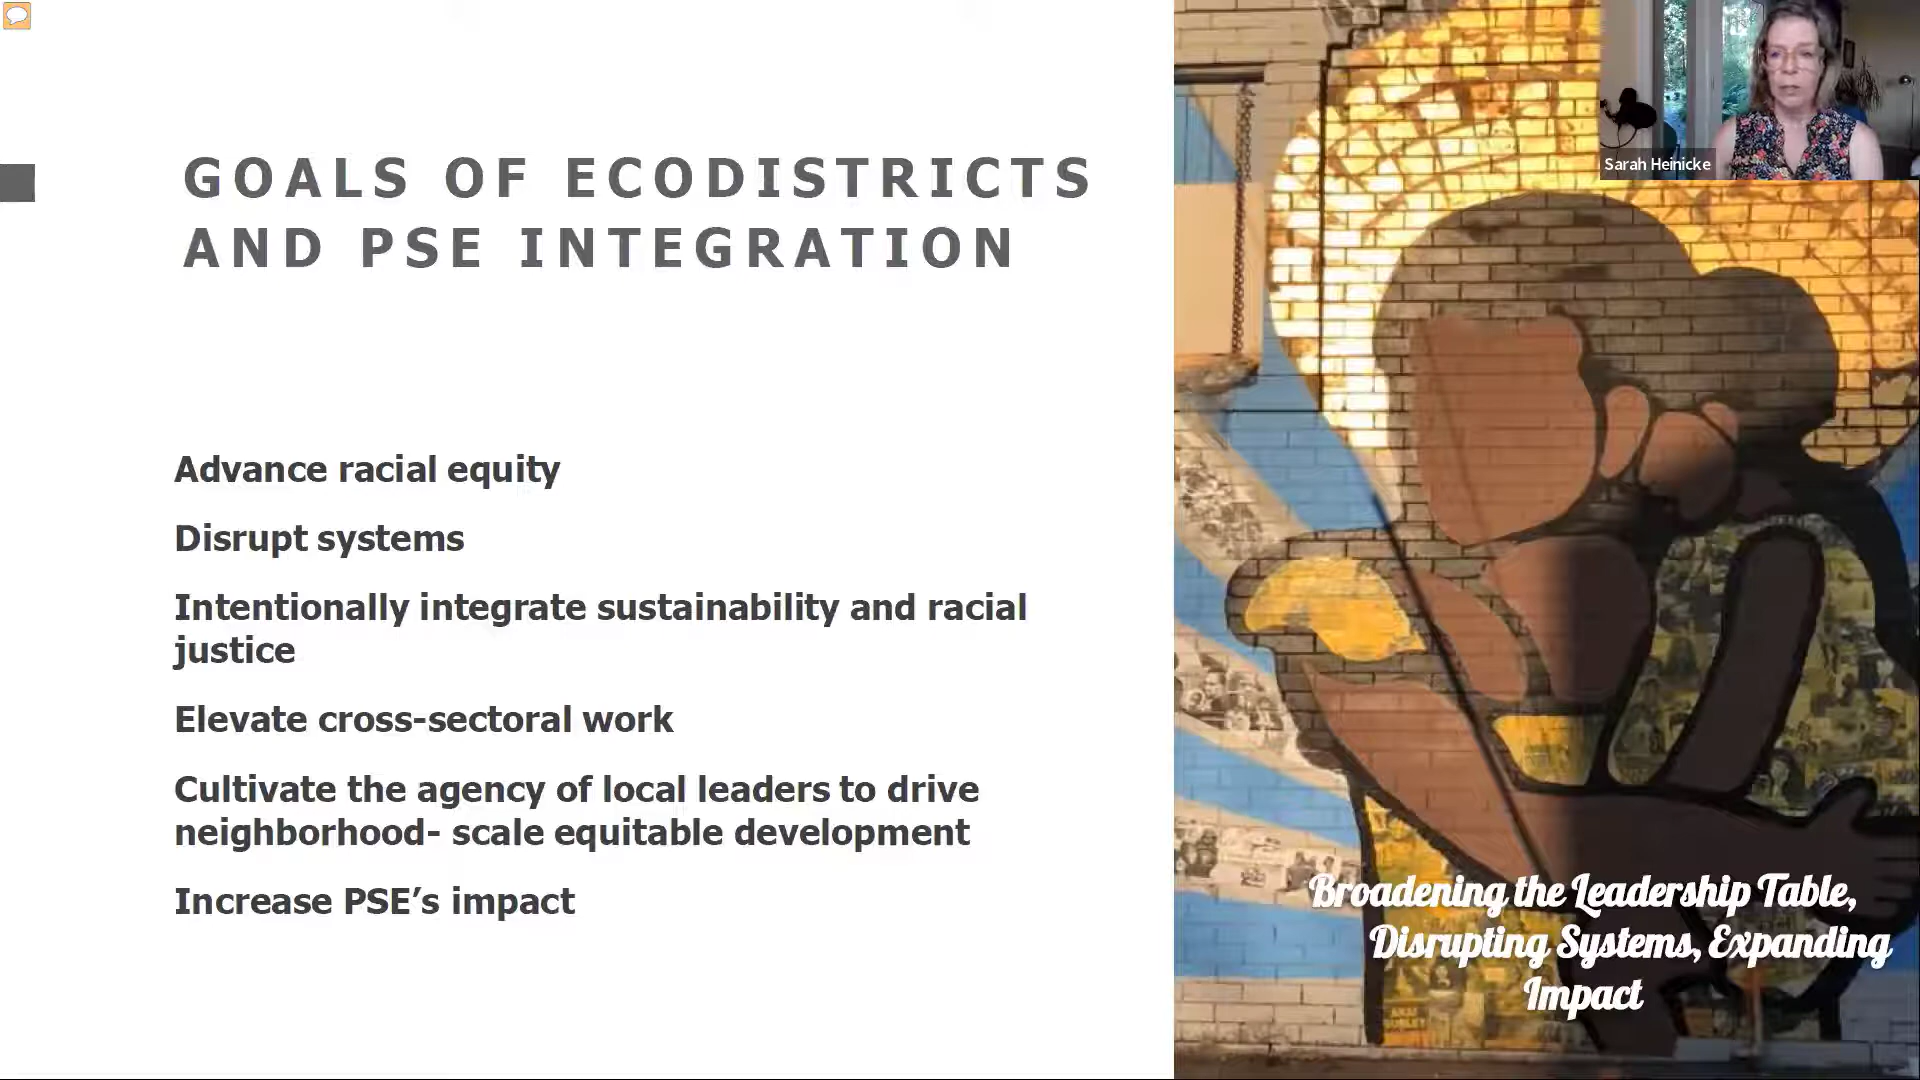 GOALS OF ECODISTRICTS
AND PSE INTEGRATION
Advance racial equity
Disrupt systems
Intentionally integrate sustainability and racial
justice
Elevate cross-sectoral work
Cultivate the agency of local leaders to drive
neighborhood- scale equitable development
Increase PSE’s impact
Sarah Heinicke
Broadening the Leadership Table,
Disrupting Systems, Expanding
Impact